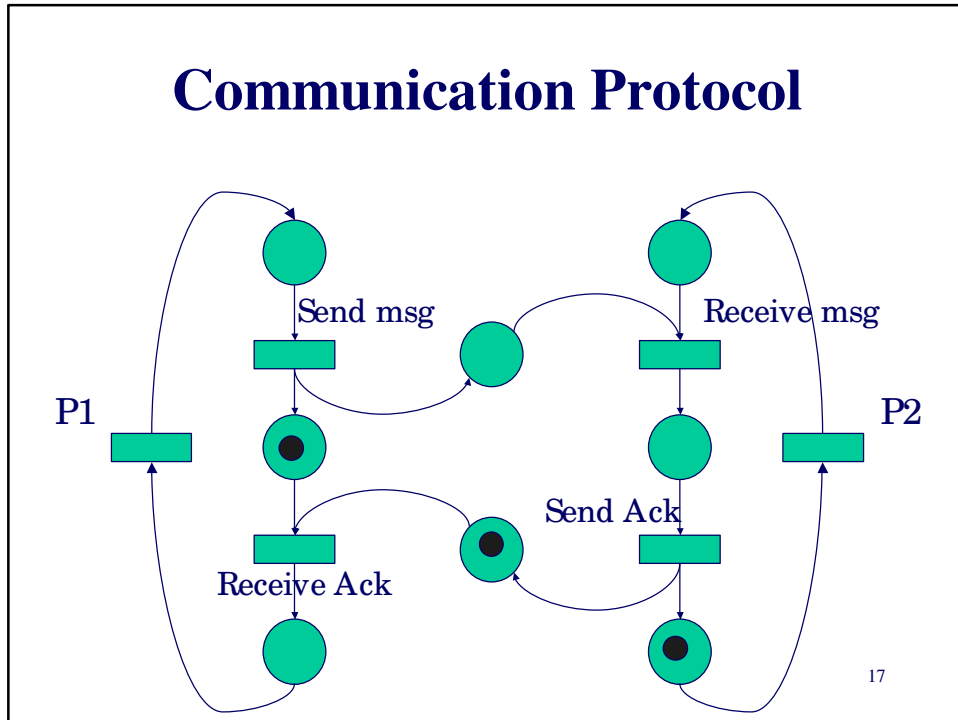 Communication Protocol
Send msg
Receive msg
P1
P2
Send Ack
Receive Ack
17